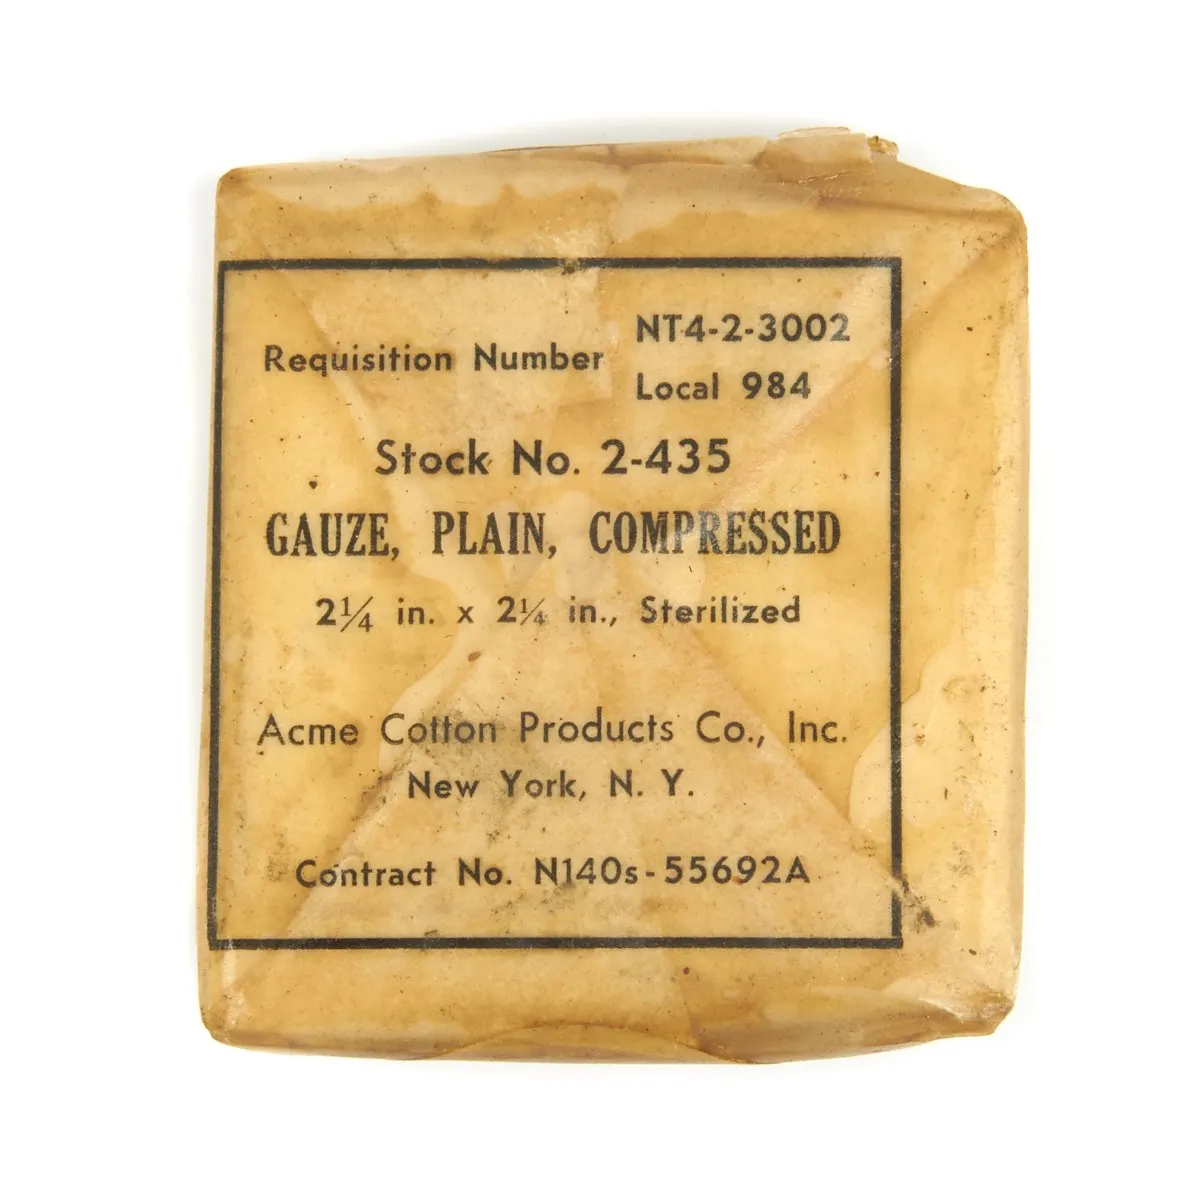 Requisition Number NT4-2-3002
Local 984
Stock No. 2-435
GAUZE, PLAIN, COMPRESSED
2¼ in. x 2¼ in., Sterilized
Acme Cotton Products Co., Inc.
New York, N. Y.
Contract No. N140s-55692A